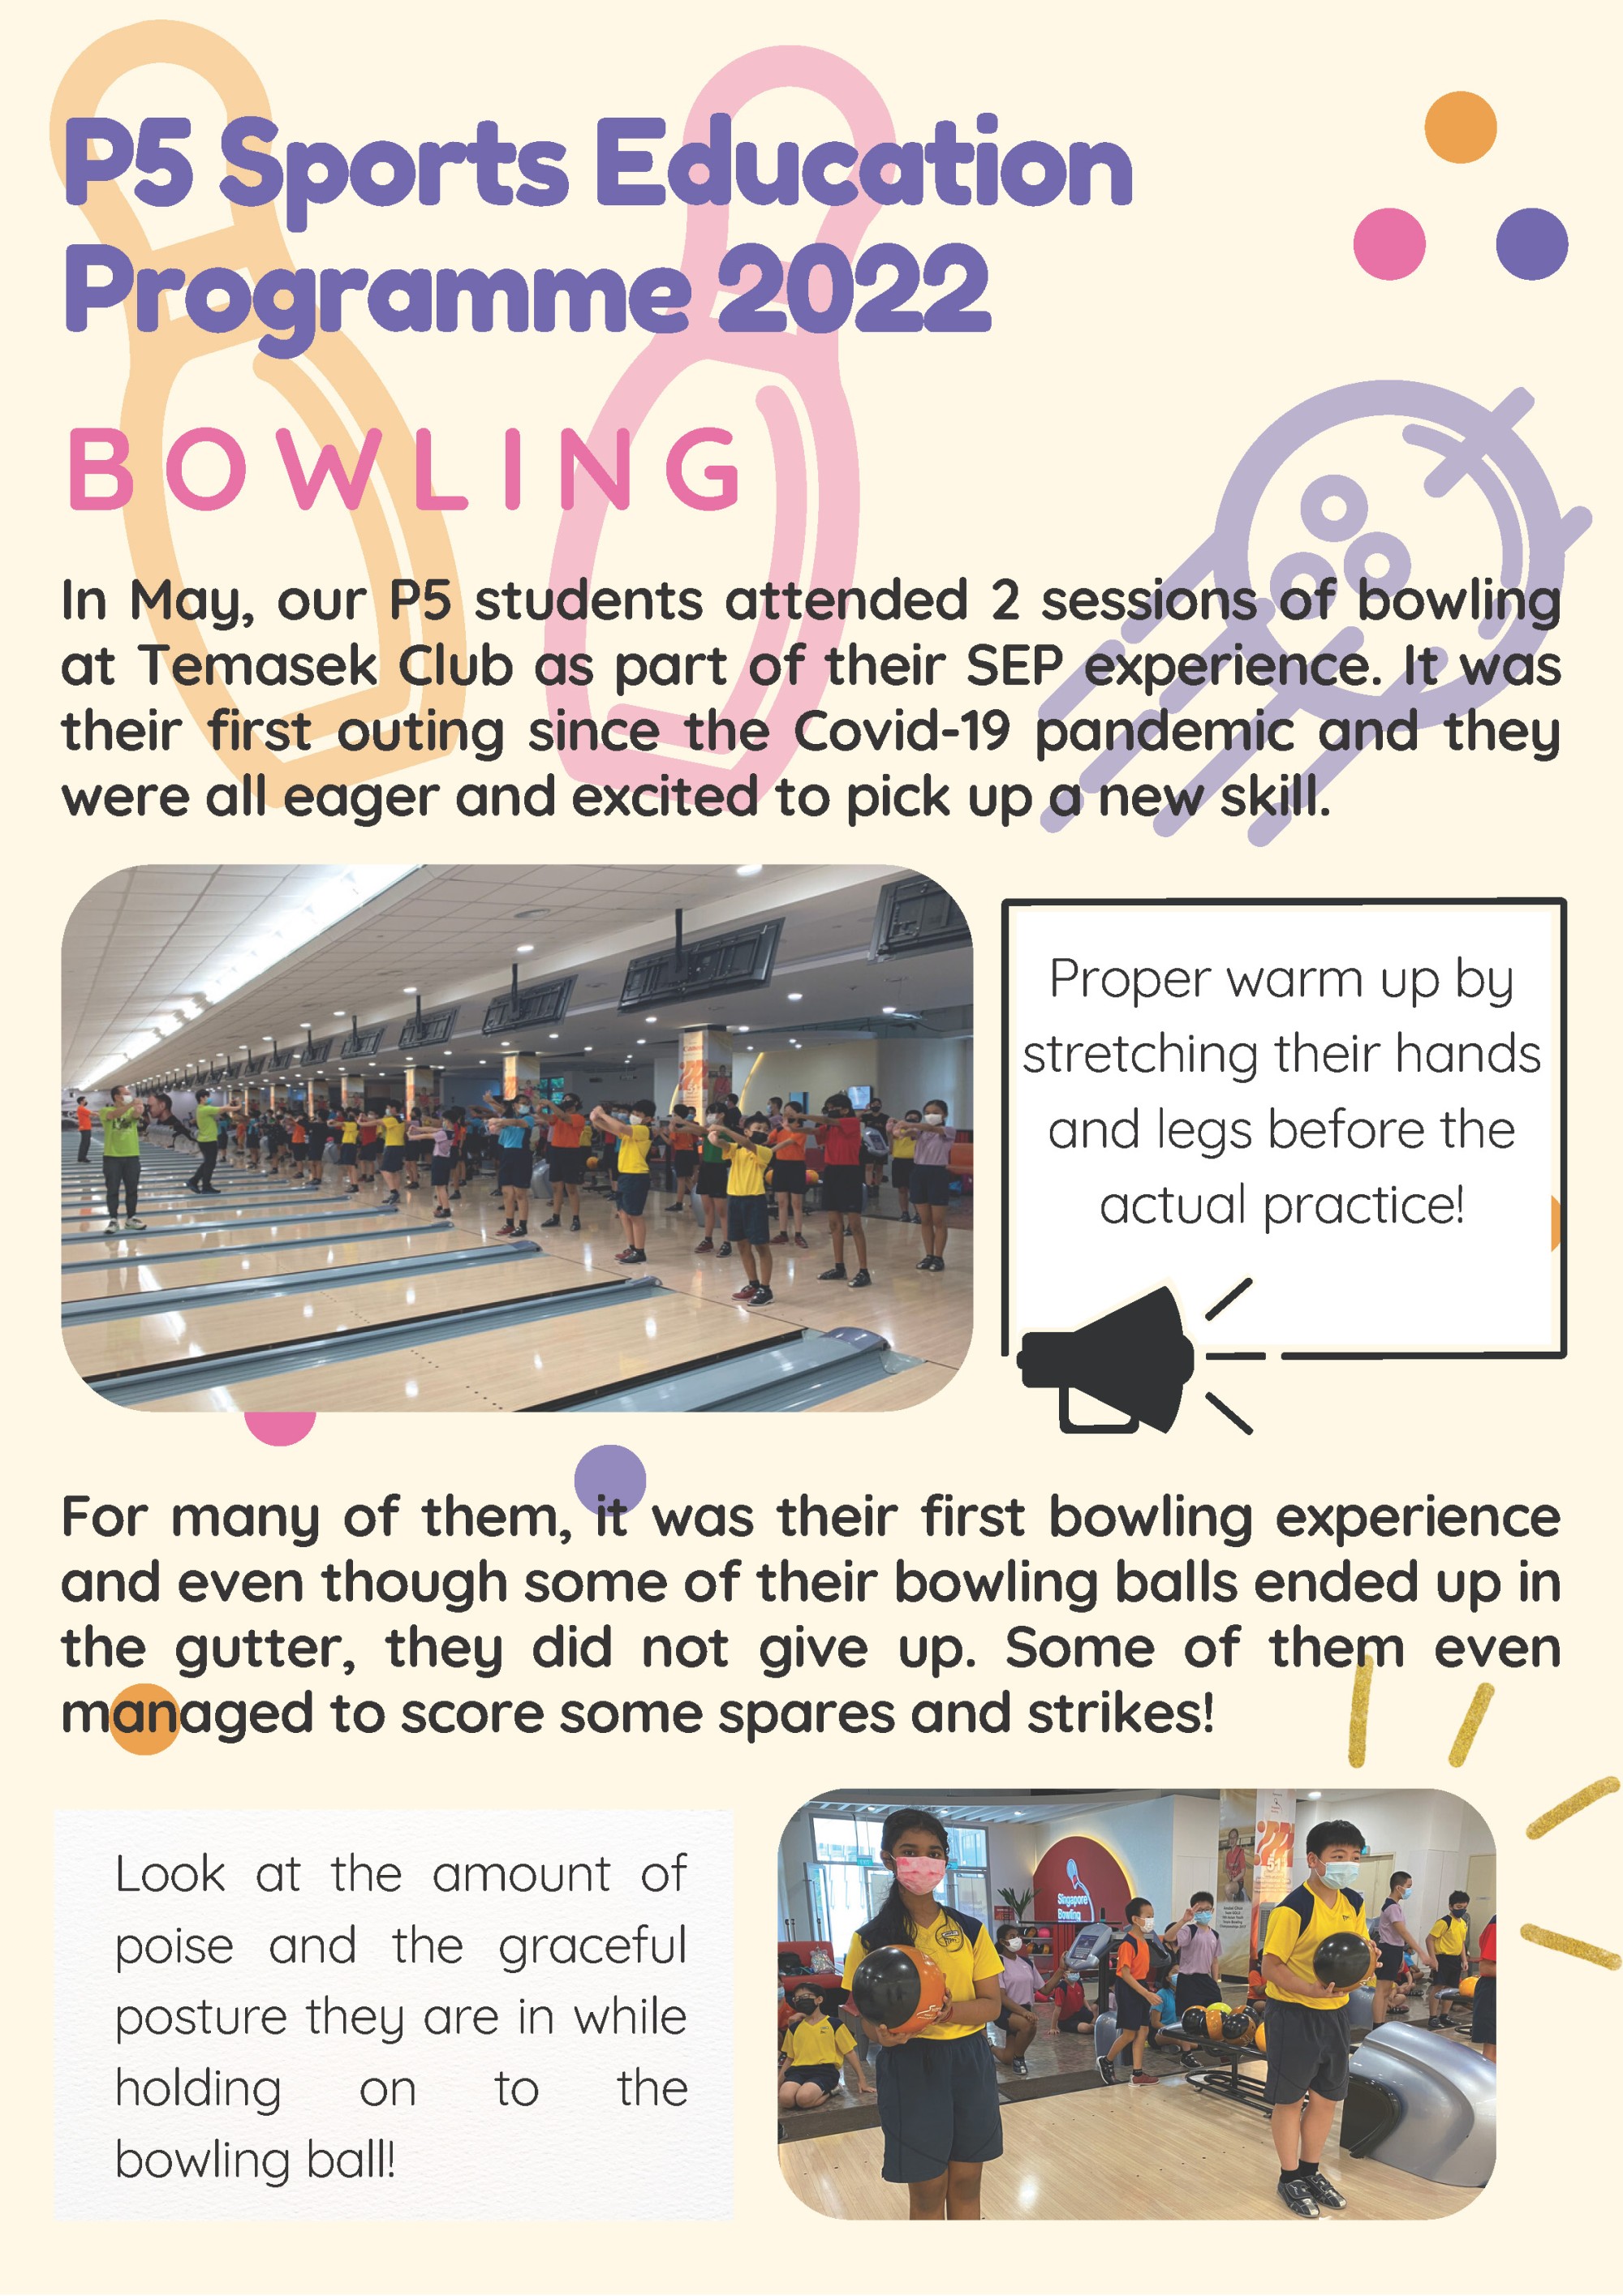 P5 Sports Education
Programme 2022
BOWLING
In May, our P5 students attended 2 sessions of bowling
at Temasek Club as part of their SEP experience. It was
their first outing since the Covid-19 pandemic and they
were all eager and excited to pick up a new skill.
Proper warm up by
stretching their hands
and legs before the
actual practice!
For many of them, it was their first bowling experience
and even though some of their bowling balls ended up in
the gutter, they did not give up. Some of them even
managed to score some spares and strikes!
Look at the amount of
poise and the graceful
posture they are in while
holding on to the
bowling ball!
Singapore
Bowling